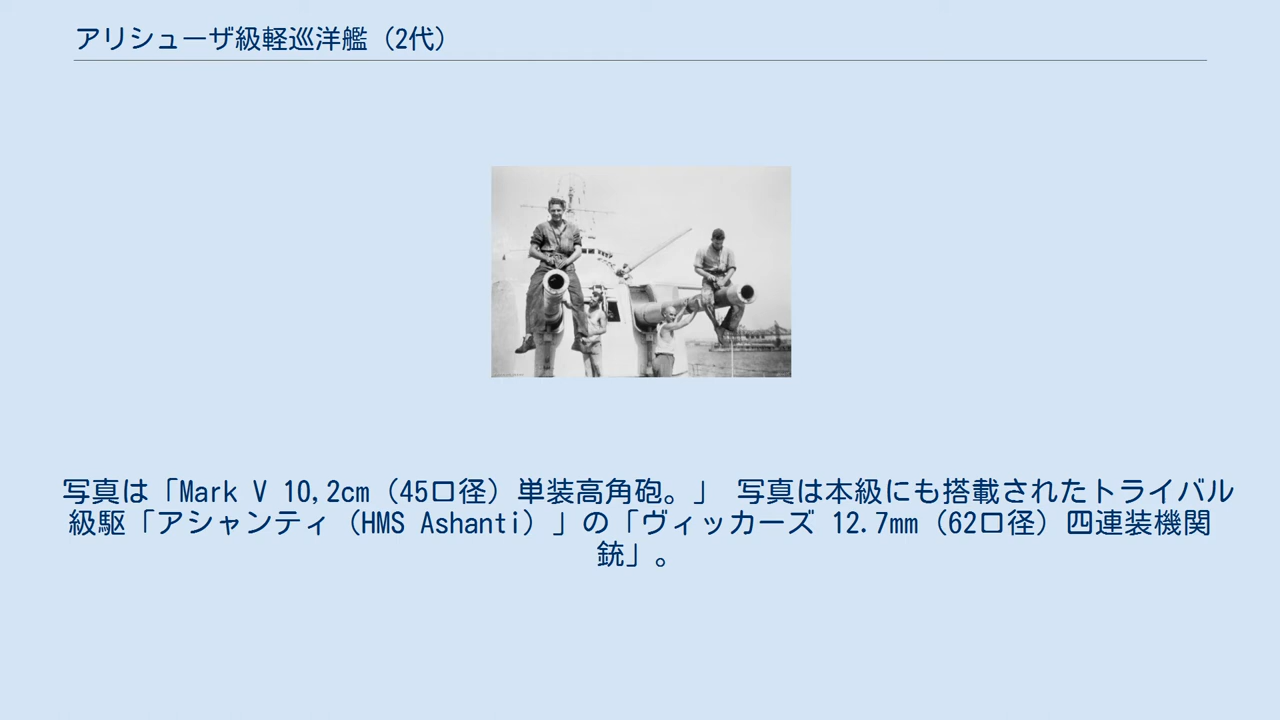 アリシューザ級軽巡洋艦（2代）
写真は「Mark V 10,2cm（45口径）単装高角砲。」 写真は本級にも搭載されたトライバル
級駆「アシャンティ（HMS Ashanti）」の「ヴィッカーズ 12.7mm（62口径）四連装機関
銃」。